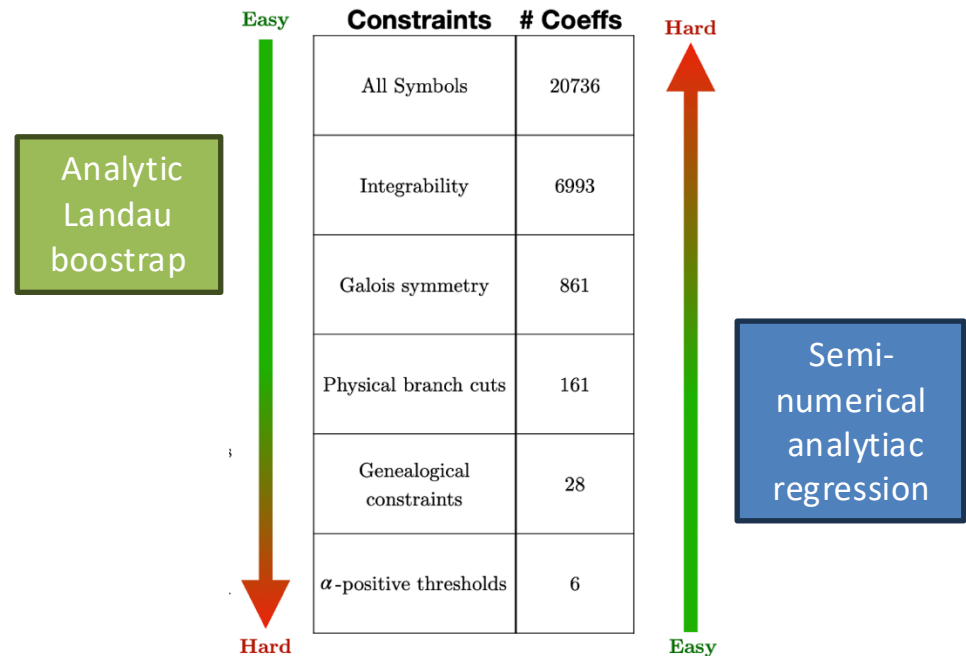 Easy
Constraints # Coeffs
Hard
All Symbols 20736
Analytic
Landau
boostrap
Integrability 6993
Galois symmetry 861
Semi-
numerical
analytiac
regression
Physical branch cuts 161
s
Genealogical
constraints
28
α-positive thresholds 6
.
Hard
Easy